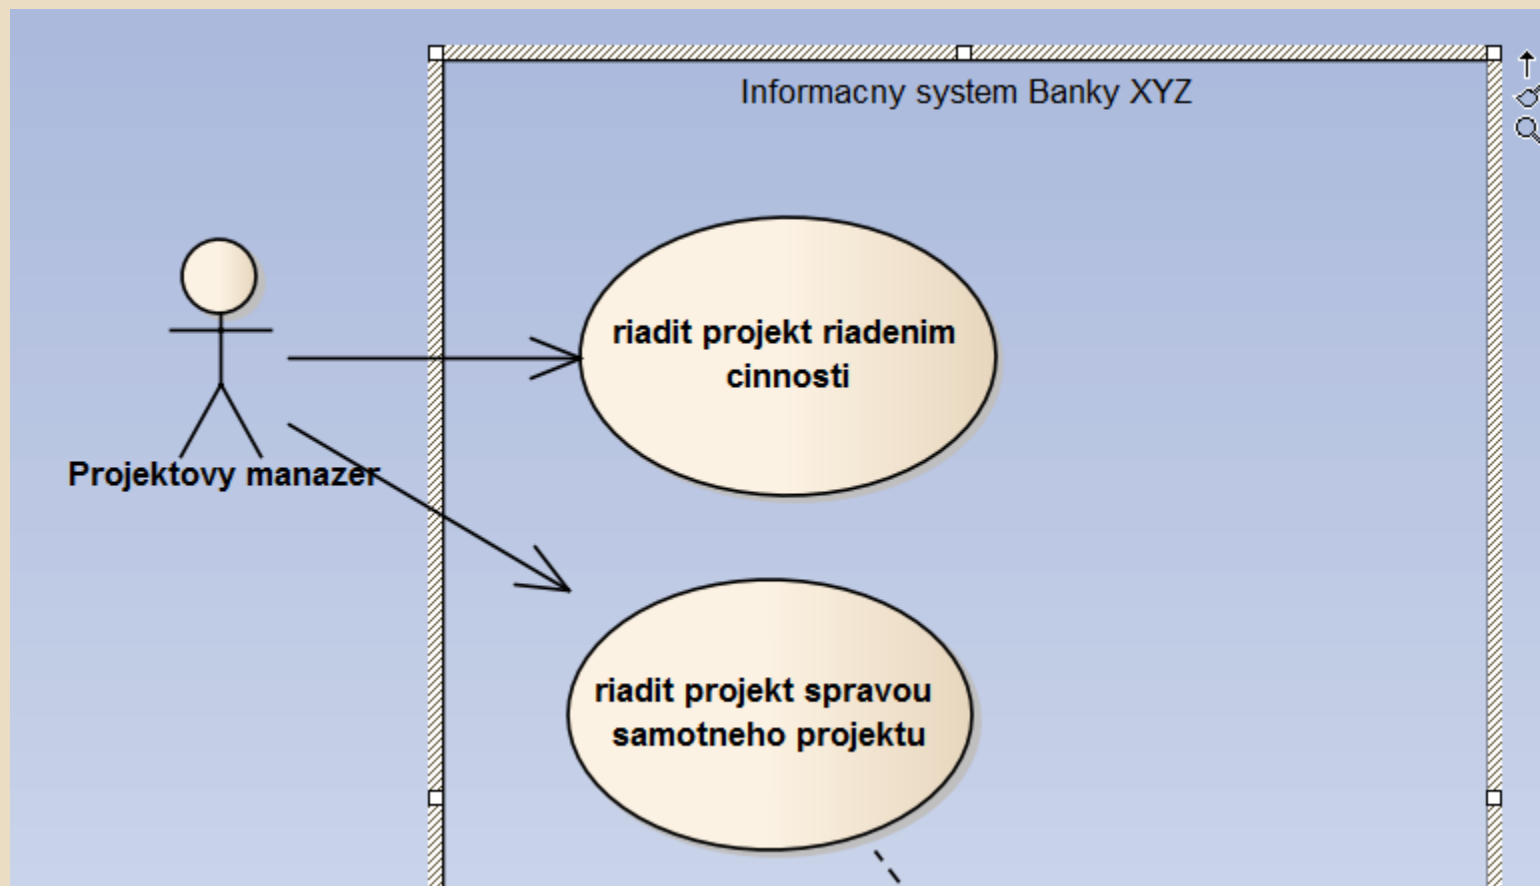 Informacny system Banky XYZ
riadit projekt riadenim
cinnosti
Projektovy manazer
riadit projekt spravou
samotneho projektu